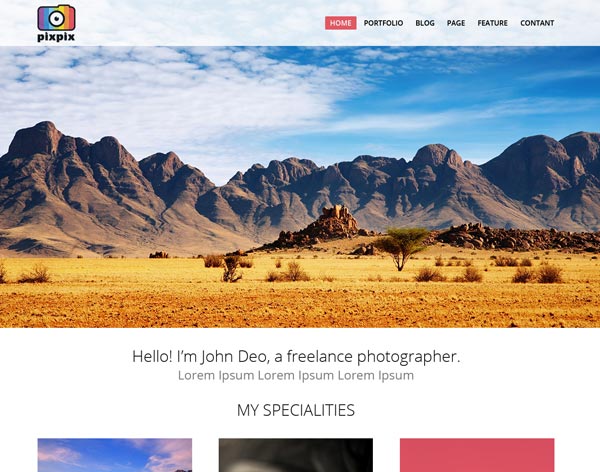 pixpix
HOME PORTFOLIO BLOG PAGE FEATURE CONTANT
Hello! I'm John Deo, a freelance photographer.
Lorem Ipsum Lorem Ipsum Lorem Ipsum
MY SPECIALITIES